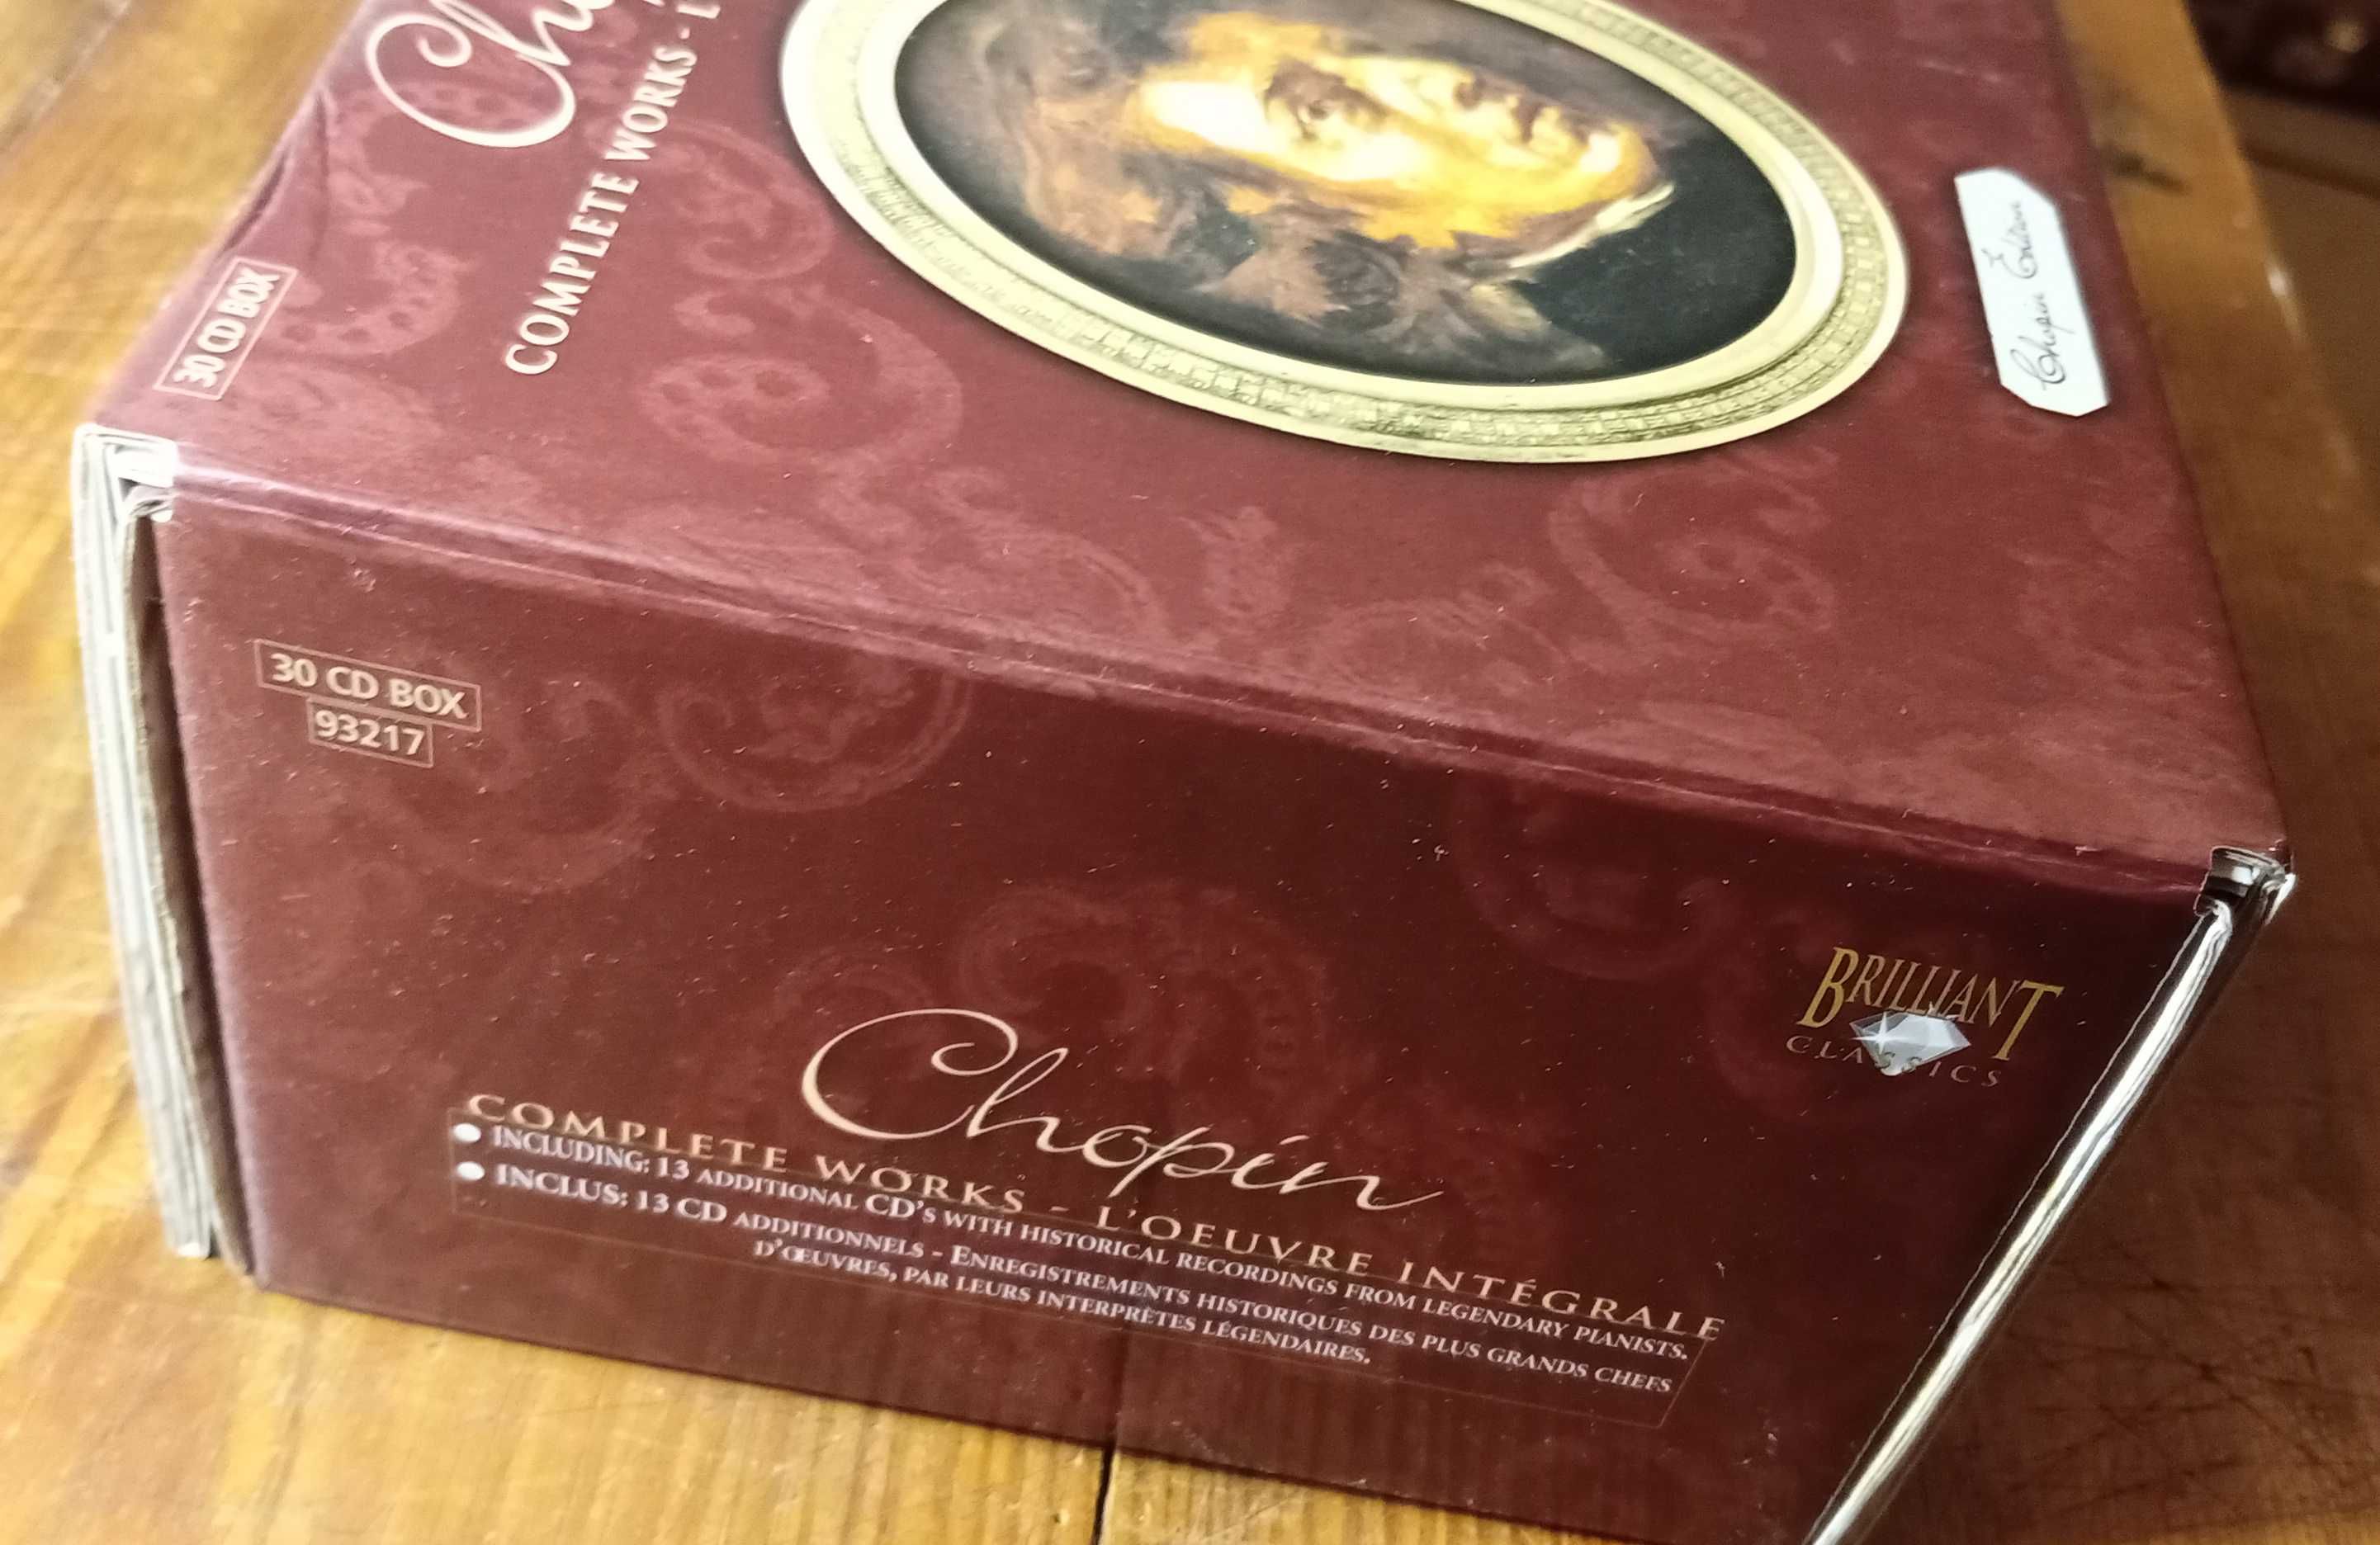 COMPLETE WORKS -
30 CD BOX
Chopin Edition
30 CD BOX
93217
BRILLIANT
CLASSICS
Chopin
COMPLETE WORKS - L'OEUVRE INTÉGRALE
• INCLUDING: 13 ADDITIONAL CD'S WITH HISTORICAL RECORDINGS FROM LEGENDARY PIANISTS.
• INCLUS: 13 CD ADDITIONNELS - ENREGISTREMENTS HISTORIQUES DES PLUS GRANDS CHEFS
D'ŒUVRES, PAR LEURS INTERPRÈTES LÉGENDAIRES.